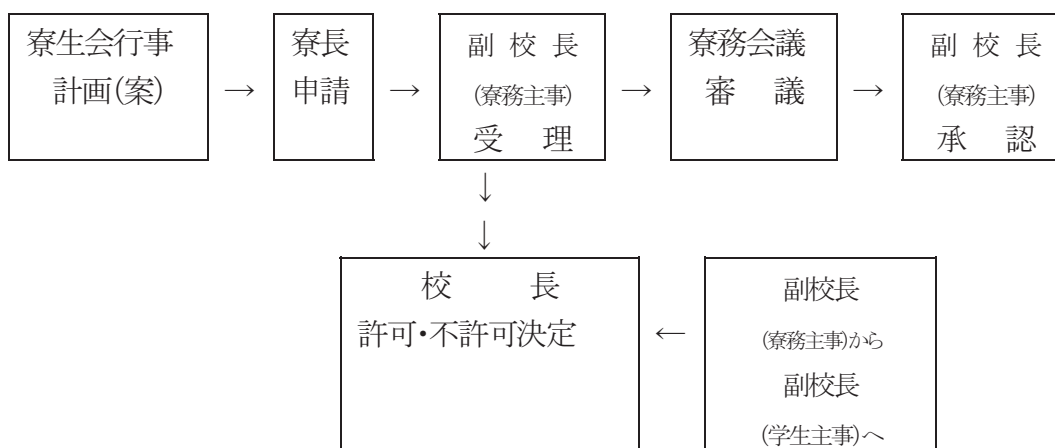 寮生会行事
計画(案)
→
寮長
申請
→
副 校 長
(寮務主事)
受 理
→
寮務会議
審 議
→
副 校 長
(寮務主事)
承 認
↓
↓
校 長
許可・不許可決定
←
副校長
(寮務主事)から
副校長
(学生主事)へ